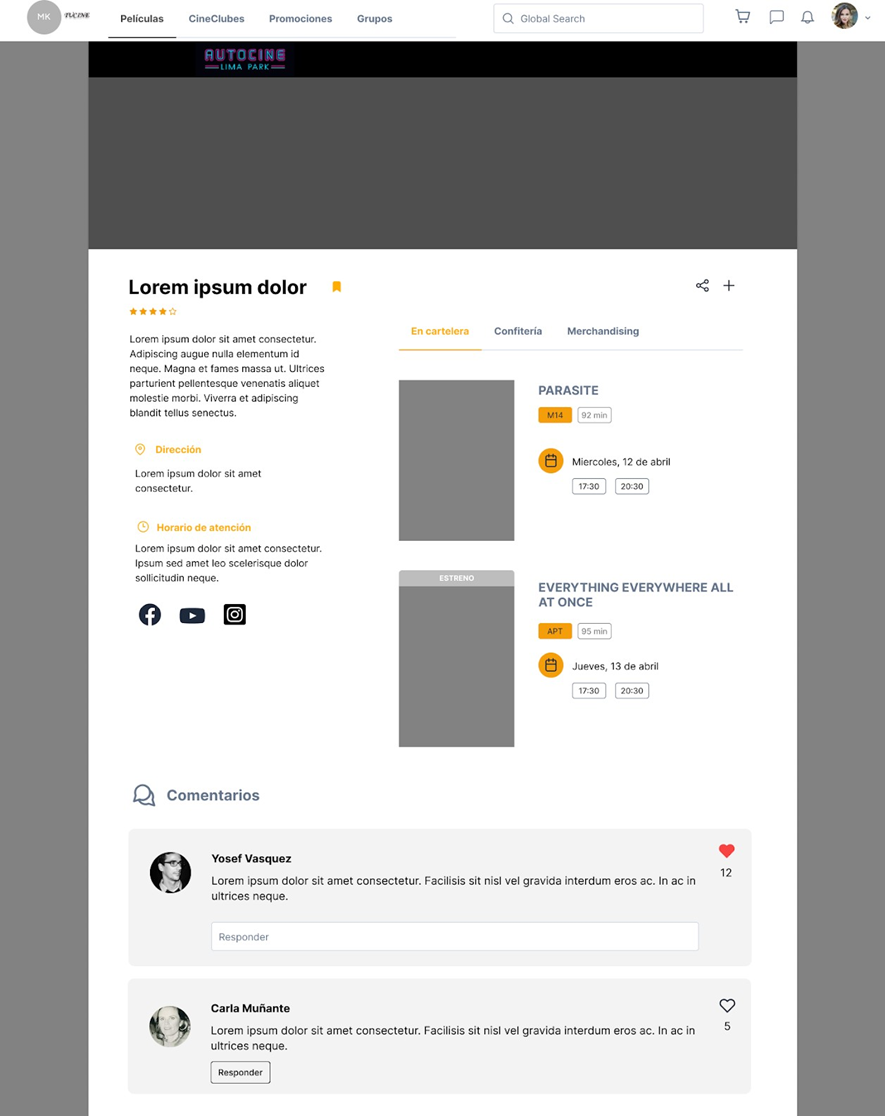 MK TUCINE
Películas CineClubes Promociones Grupos
Global Search
AUTOCINE
LIMA PARK
Lorem ipsum dolor
Lorem ipsum dolor sit amet consectetur.
Adipiscing augue nulla elementum id
neque. Magna et fames massa ut. Ultrices
parturient pellentesque venenatis aliquet
molestie morbi. Viverra et adipiscing
blandit tellus senectus.
Dirección
Lorem ipsum dolor sit amet
consectetur.
Horario de atención
Lorem ipsum dolor sit amet consectetur.
Ipsum sed amet leo scelerisque dolor
sollicitudin neque.
En cartelera Confitería Merchandising
PARASITE
M14 92 min
Miercoles, 12 de abril
17:30 20:30
ESTRENO
EVERYTHING EVERYWHERE ALL
AT ONCE
APT 95 min
Jueves, 13 de abril
17:30 20:30
Comentarios
Yosef Vasquez
Lorem ipsum dolor sit amet consectetur. Facilisis sit nisl vel gravida interdum eros ac. In ac in
ultrices neque.
12
Responder
Carla Muñante
Lorem ipsum dolor sit amet consectetur. Facilisis sit nisl vel gravida interdum eros ac. In ac in
ultrices neque.
5
Responder